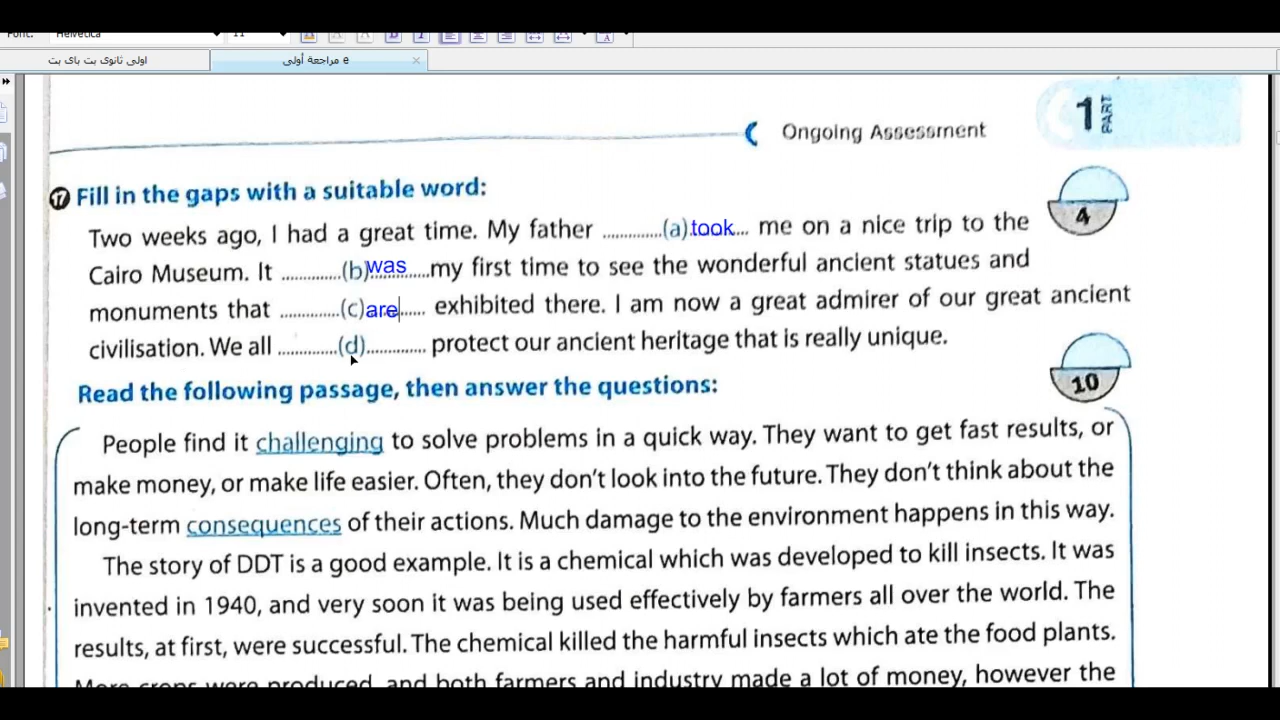 Font: Helvetica 11
اولى ثانوى بت باى بت
مراجعة أولى e
Ongoing Assessment
1 PART
17 Fill in the gaps with a suitable word:
4
Two weeks ago, I had a great time. My father .............(a).took.... me on a nice trip to the
Cairo Museum. It .............(b)was......my first time to see the wonderful ancient statues and
monuments that .............(c)are...... exhibited there. I am now a great admirer of our great ancient
civilisation. We all .............(d)............. protect our ancient heritage that is really unique.
10
Read the following passage, then answer the questions:
People find it challenging to solve problems in a quick way. They want to get fast results, or
make money, or make life easier. Often, they don't look into the future. They don't think about the
long-term consequences of their actions. Much damage to the environment happens in this way.
The story of DDT is a good example. It is a chemical which was developed to kill insects. It was
invented in 1940, and very soon it was being used effectively by farmers all over the world. The
results, at first, were successful. The chemical killed the harmful insects which ate the food plants.
More crops were produced, and both farmers and industry made a lot of money, however the